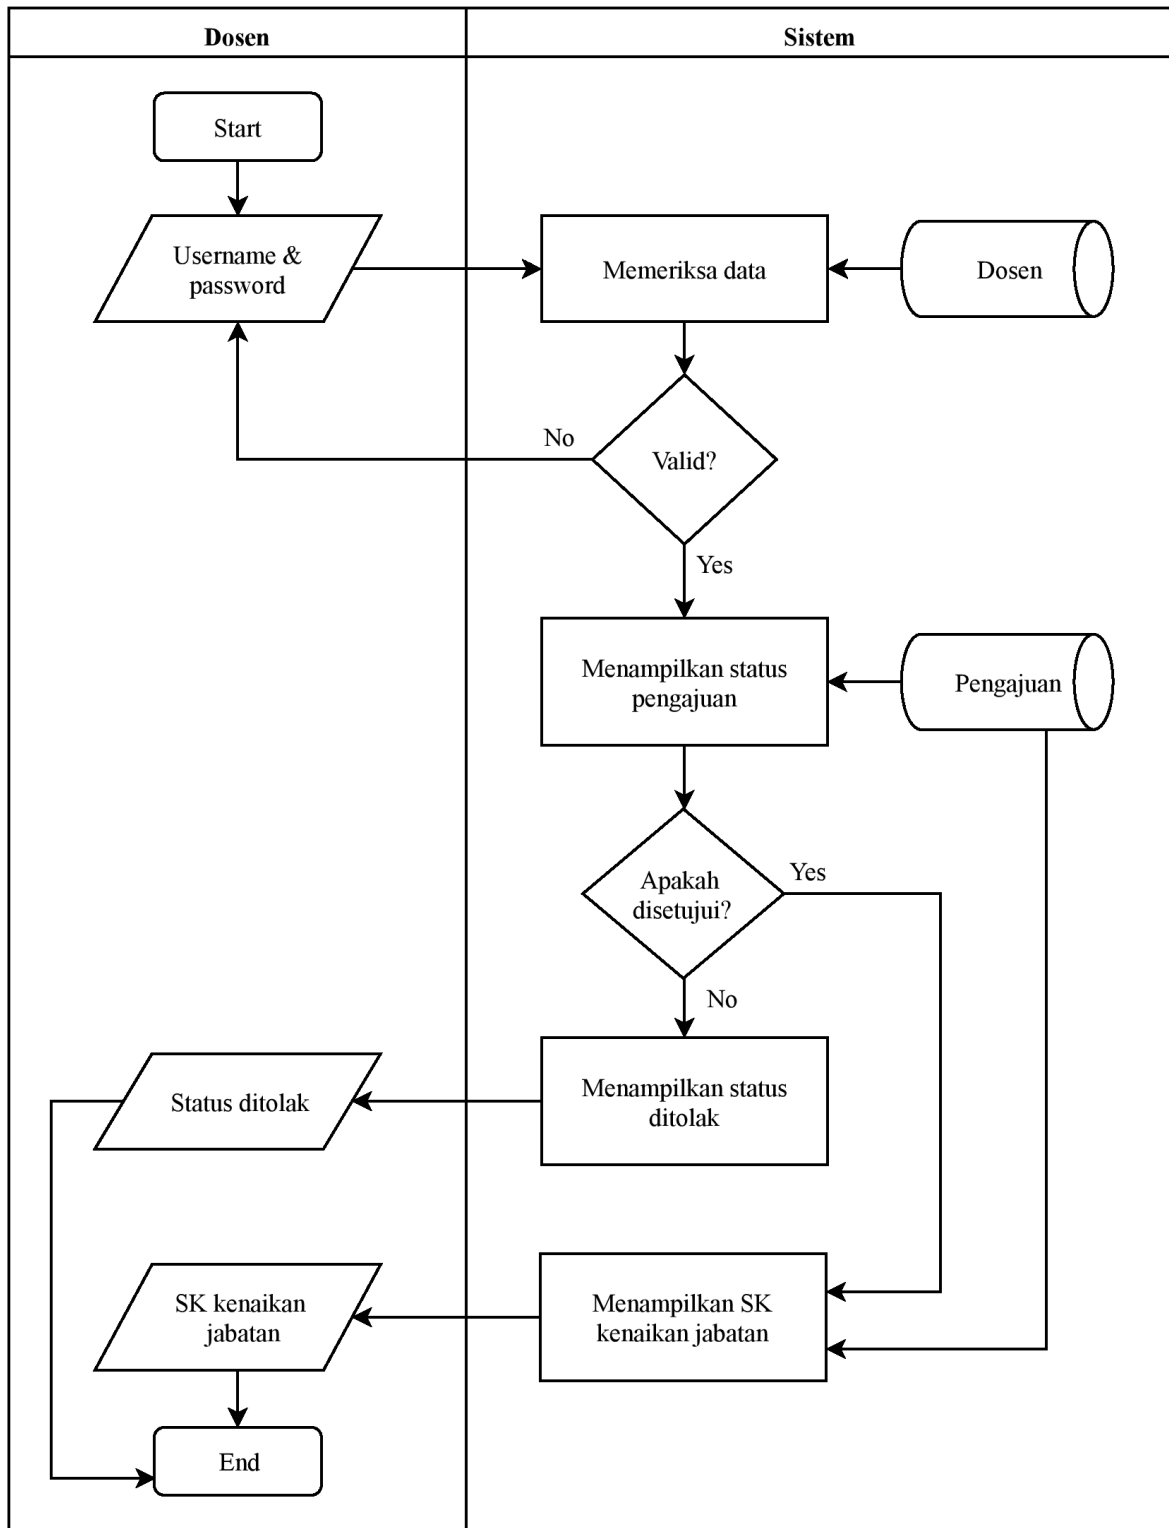 Dosen
Sistem
Start
Username &
password
Memeriksa data
Dosen
No
Valid?
Yes
Menampilkan status
pengajuan
Pengajuan
Apakah
disetujui?
Yes
No
Status ditolak
Menampilkan status
ditolak
SK kenaikan
jabatan
Menampilkan SK
kenaikan jabatan
End